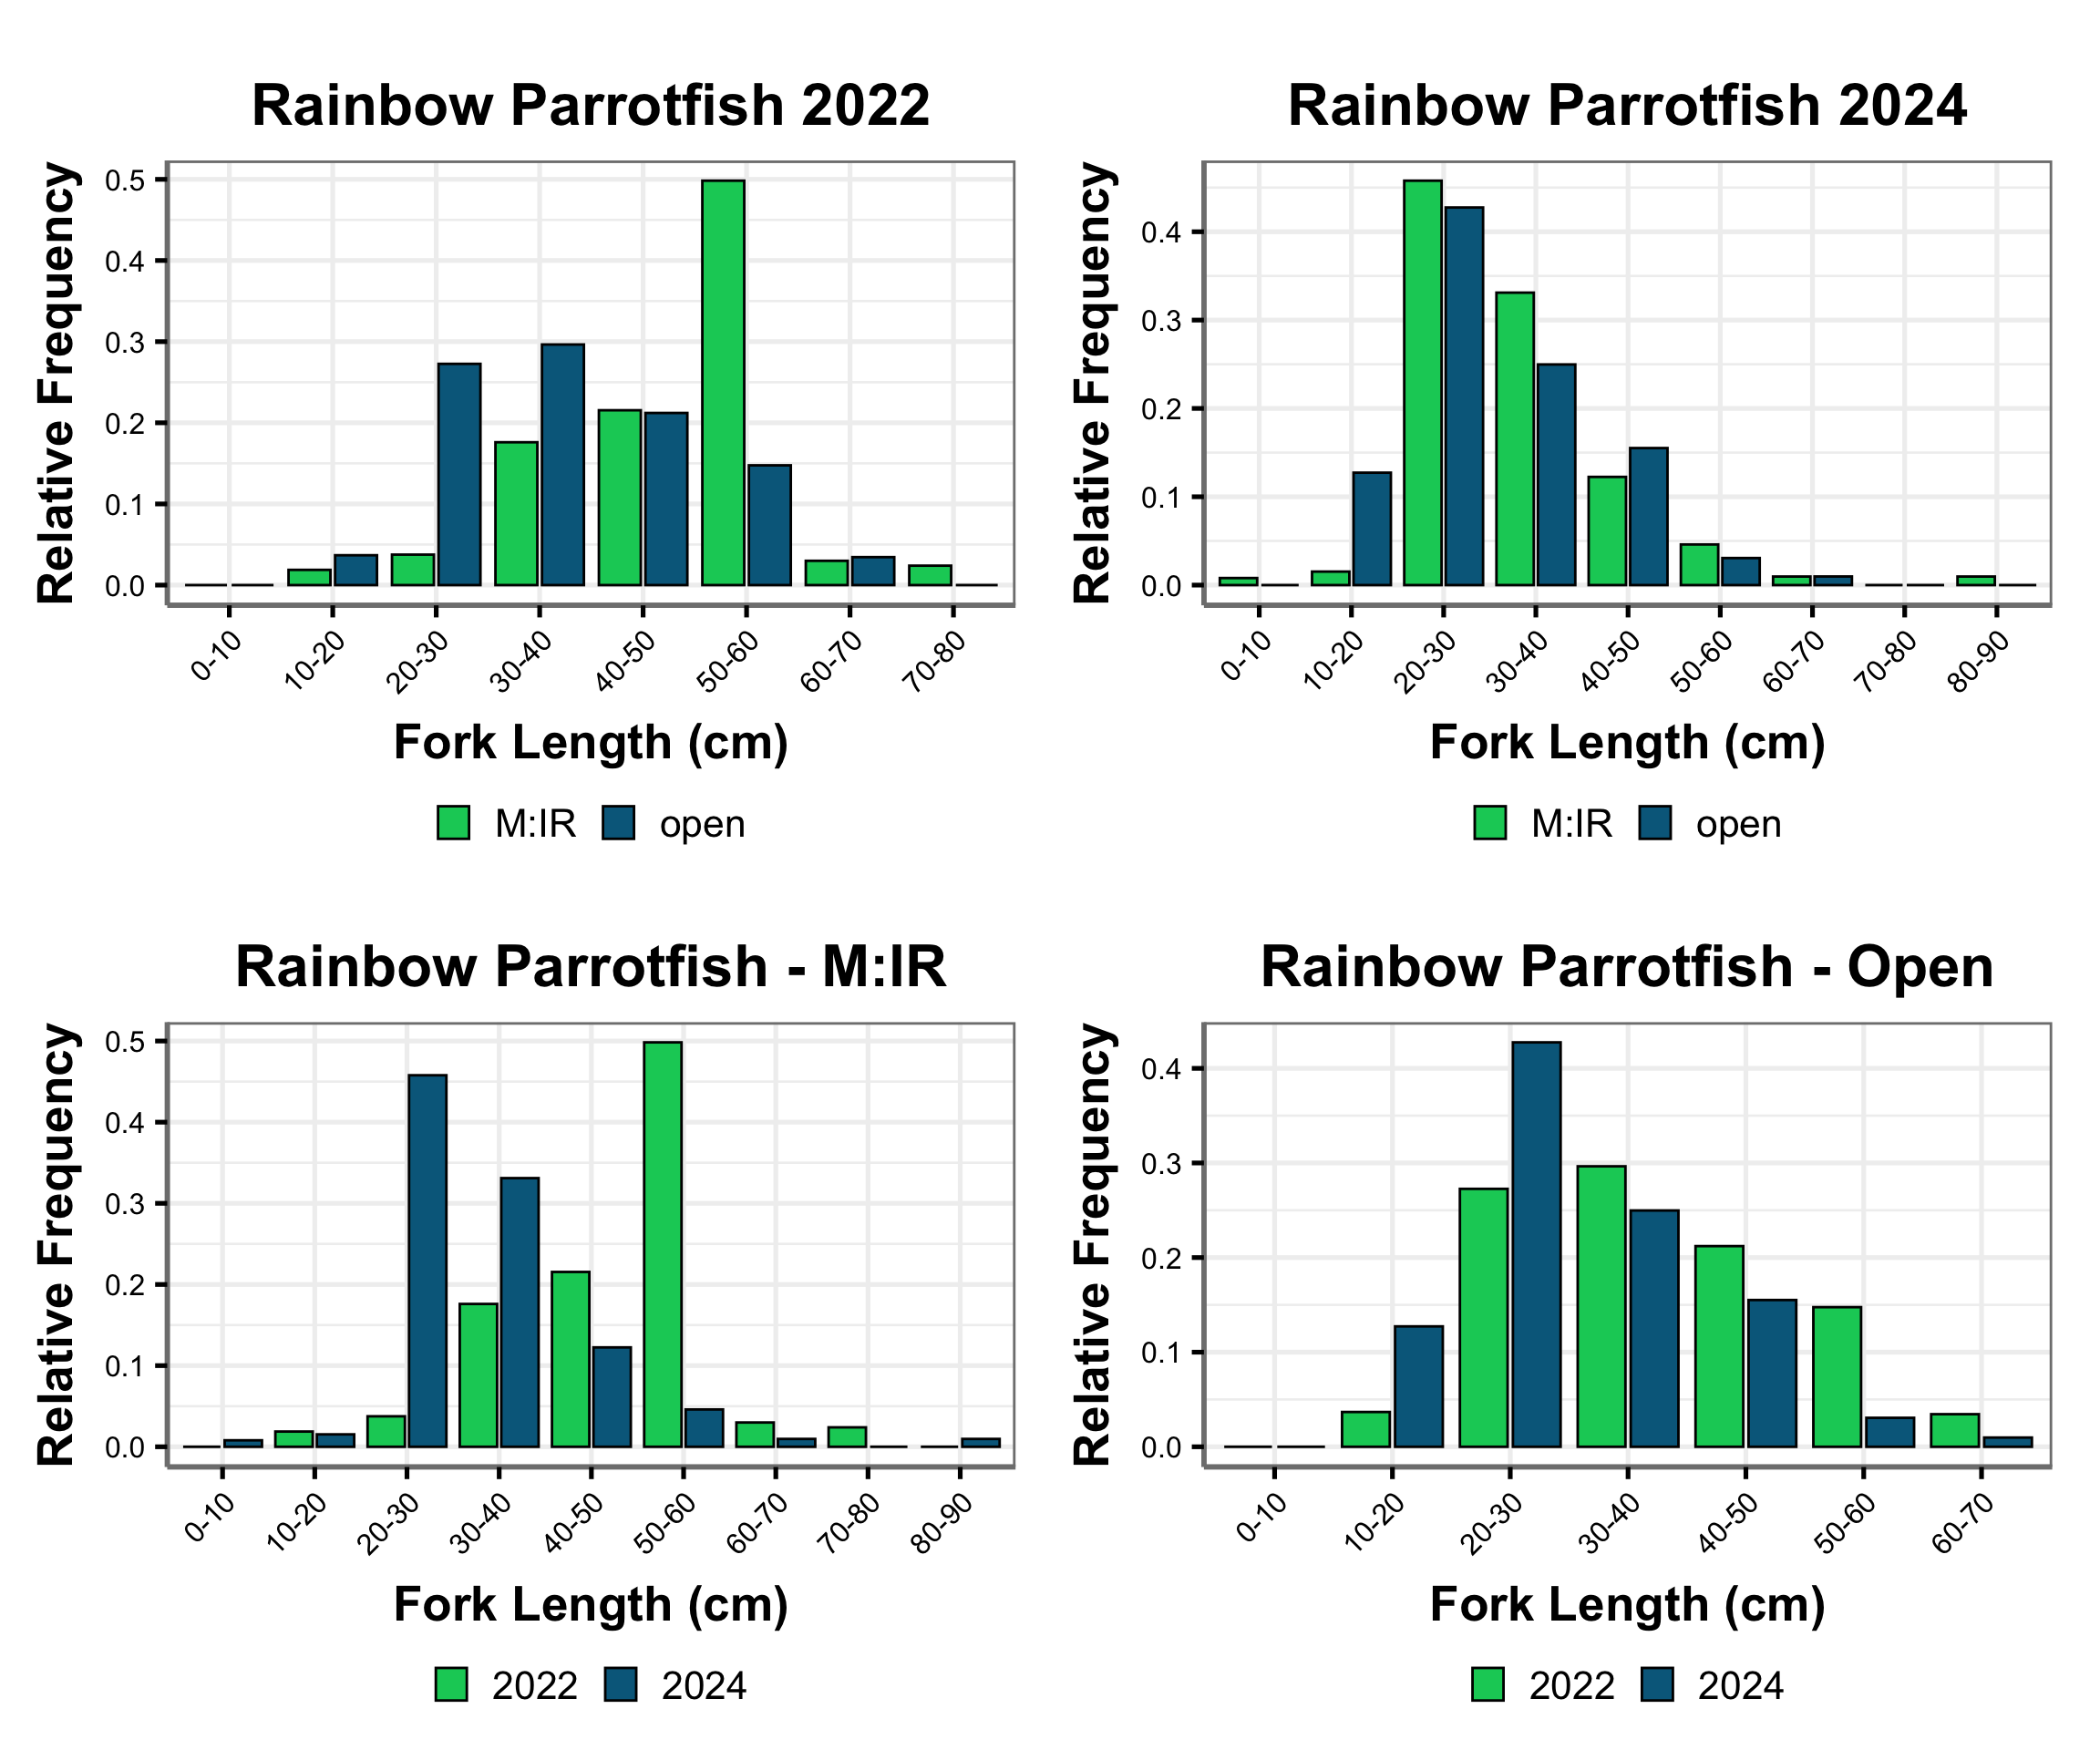 Rainbow Parrotfish 2022
Relative Frequency
0.5
0.4
0.3
0.2
0.1
0.0
0-10 10-20 20-30 30-40 40-50 50-60 60-70 70-80
Fork Length (cm)
M:IR open
Rainbow Parrotfish 2024
Relative Frequency
0.4
0.3
0.2
0.1
0.0
0-10 10-20 20-30 30-40 40-50 50-60 60-70 70-80 80-90
Fork Length (cm)
M:IR open
Rainbow Parrotfish - M:IR
Relative Frequency
0.5
0.4
0.3
0.2
0.1
0.0
0-10 10-20 20-30 30-40 40-50 50-60 60-70 70-80 80-90
Fork Length (cm)
2022 2024
Rainbow Parrotfish - Open
Relative Frequency
0.4
0.3
0.2
0.1
0.0
0-10 10-20 20-30 30-40 40-50 50-60 60-70
Fork Length (cm)
2022 2024